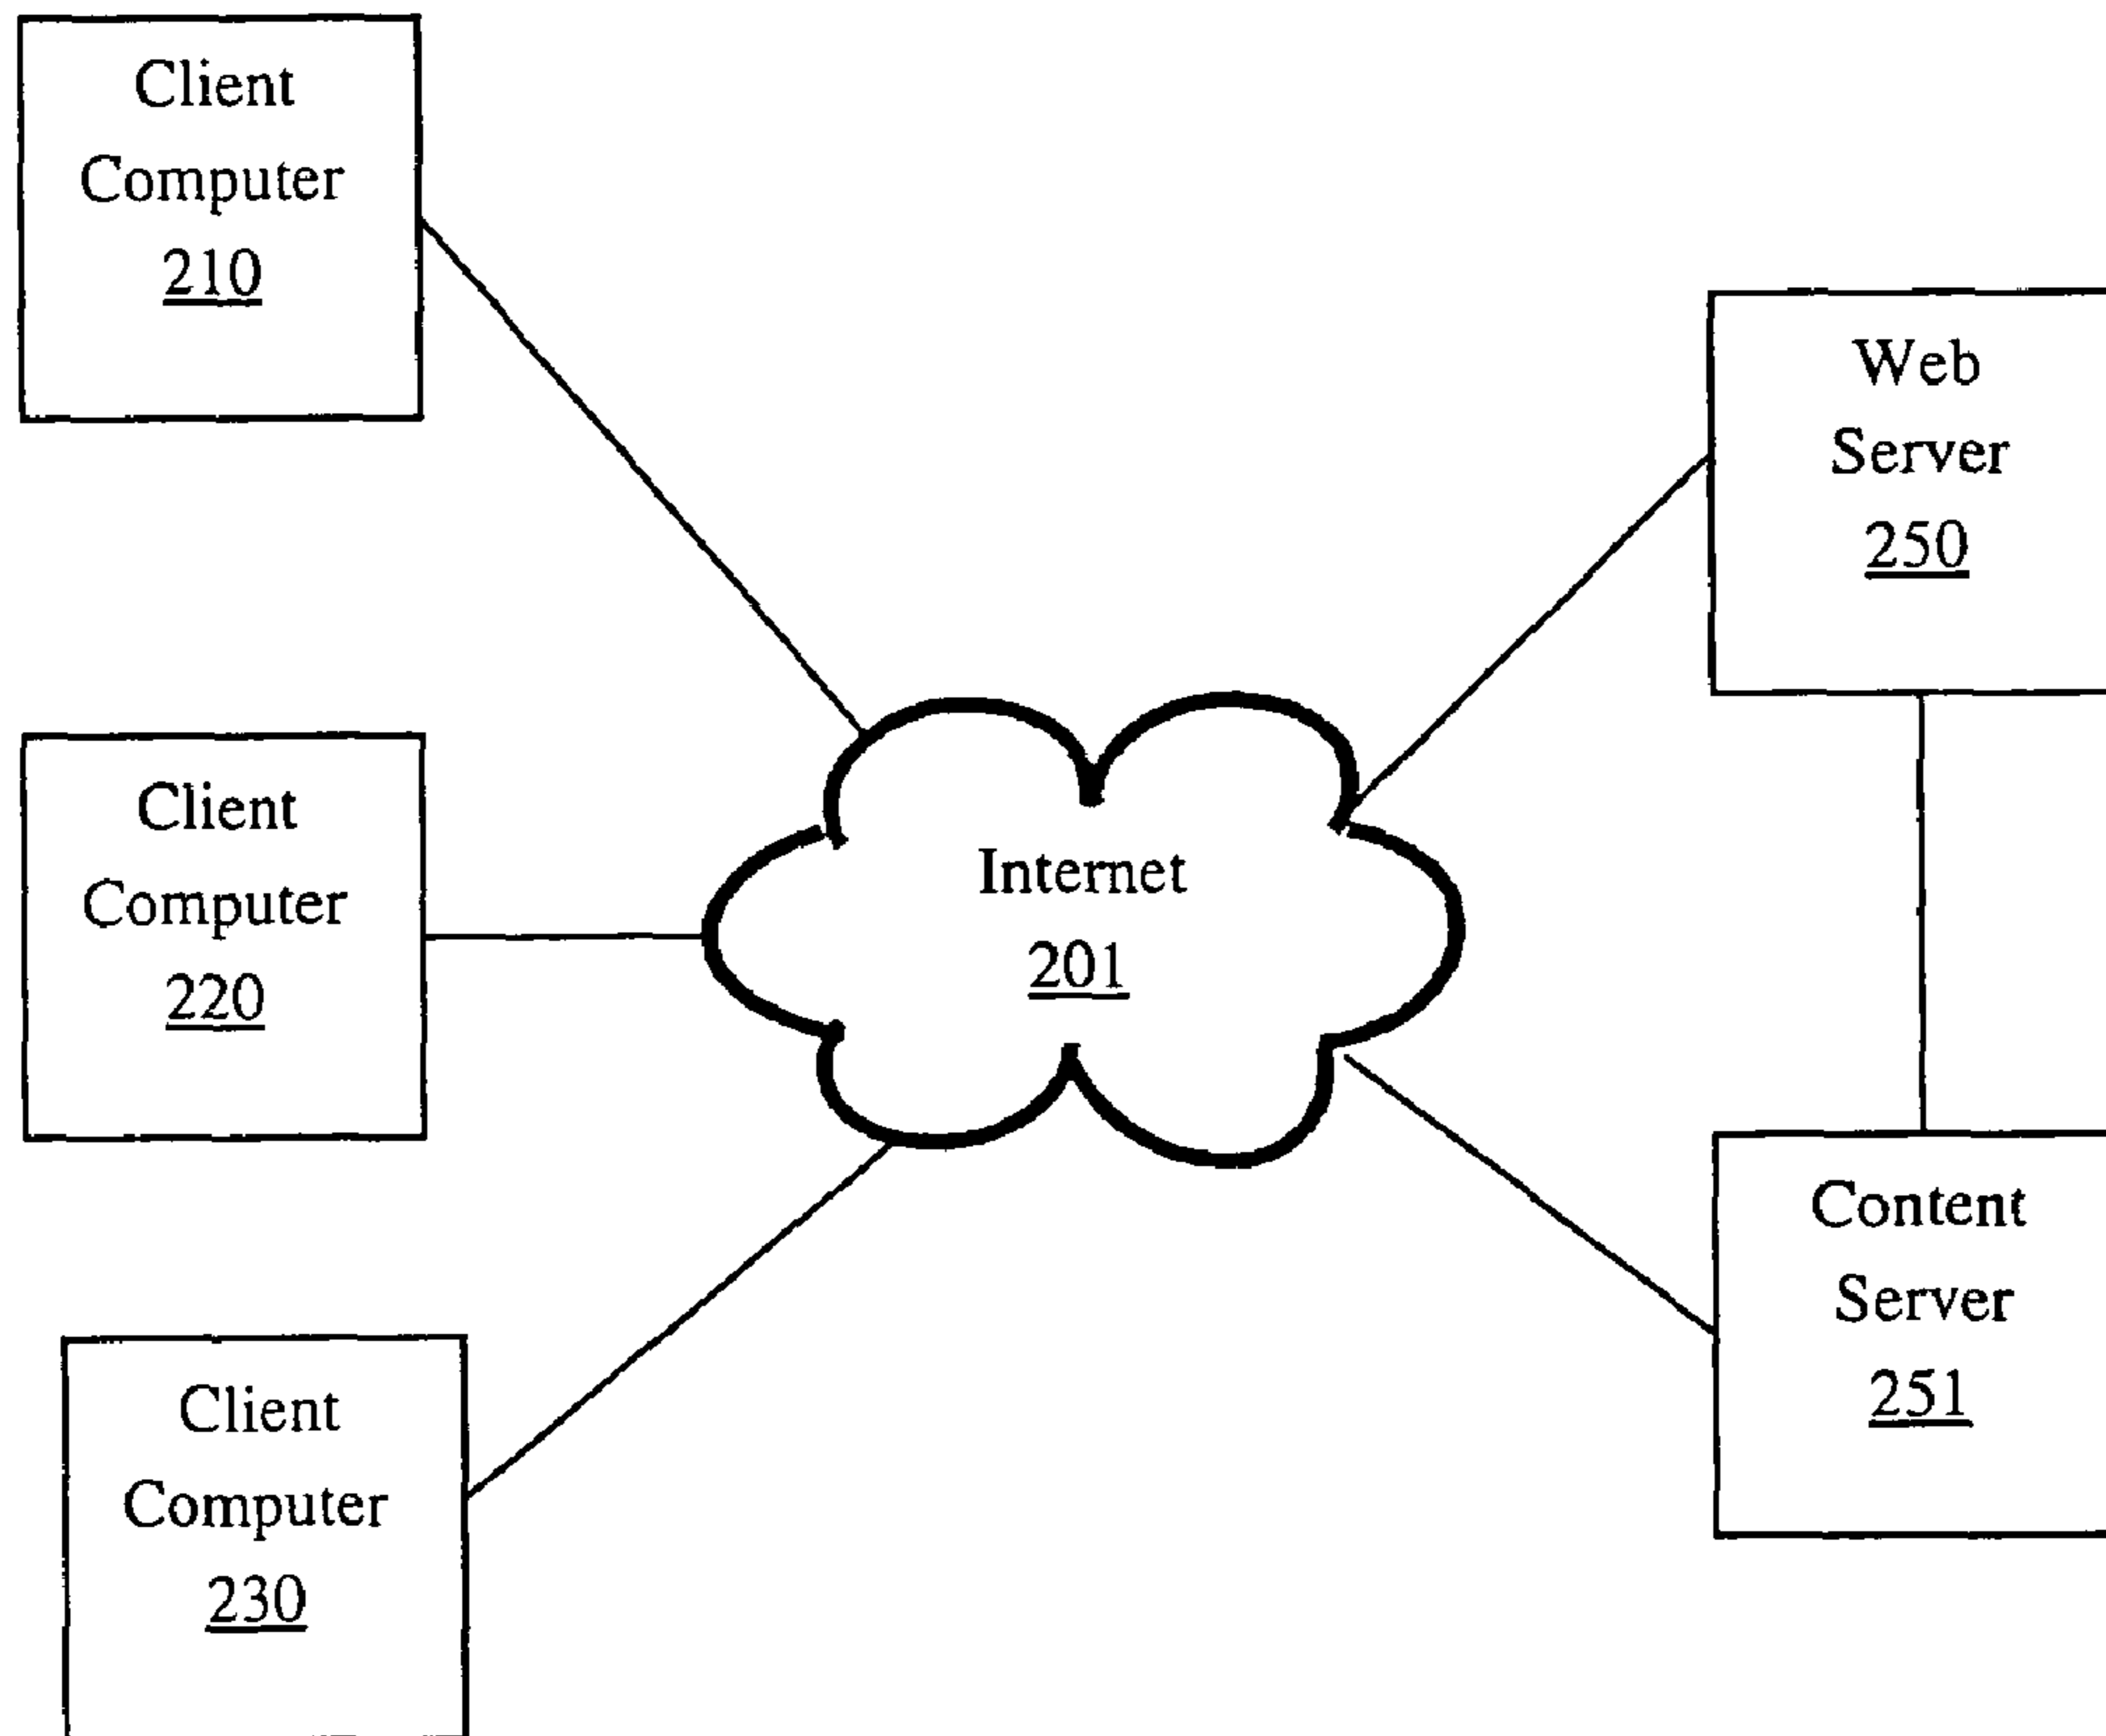 Client
Computer
210
Web
Server
250
Client
Computer
220
Internet
201
Content
Server
251
Client
Computer
230